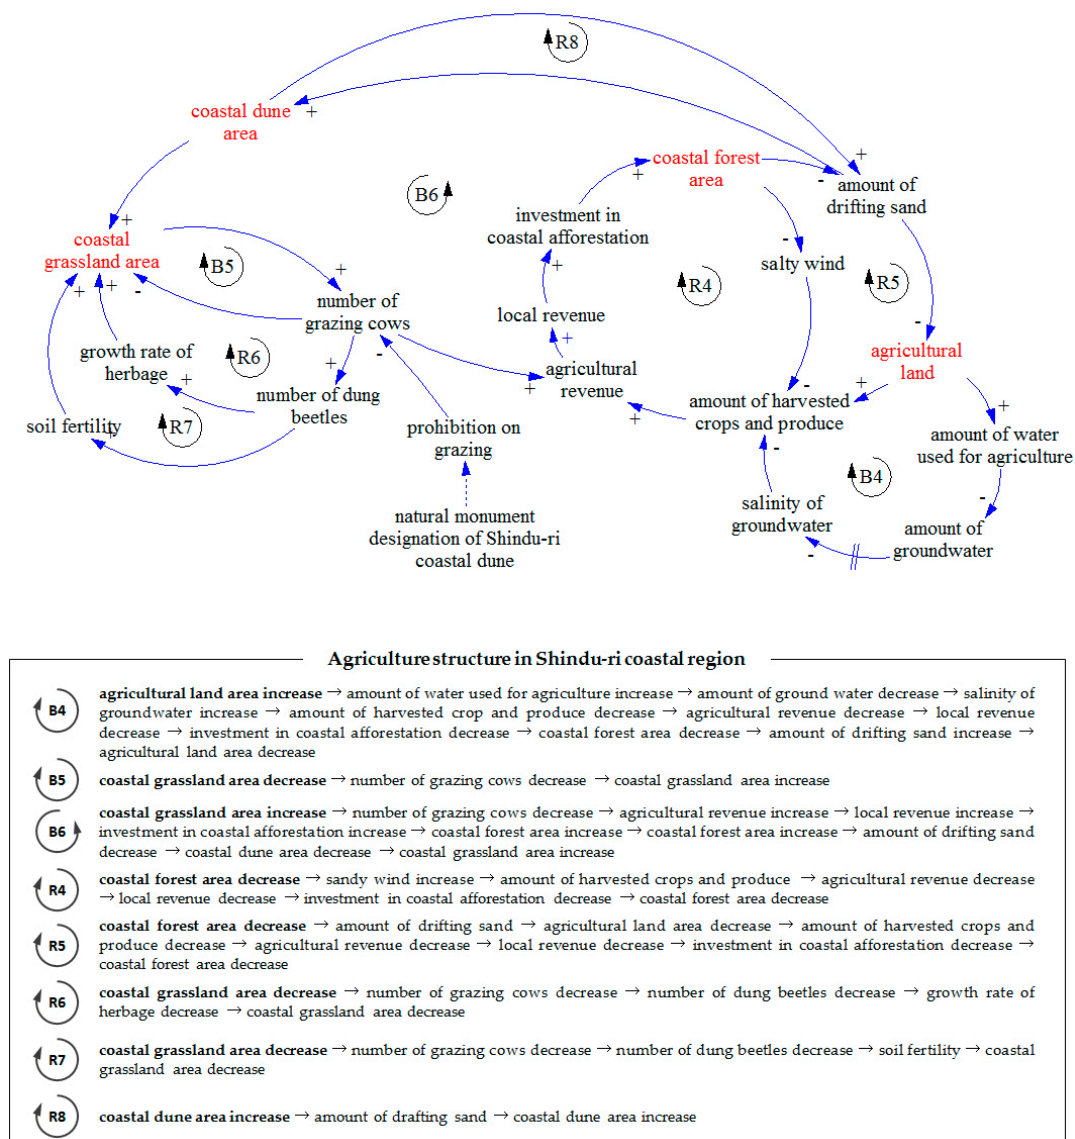 R8
coastal dune
area
+
+
coastal forest
area
+
-
amount of
drifting sand
B6
investment in
coastal afforestation
+
coastal
grassland area
+
+
+
-
B5
+
-
salty wind
R4
R5
number of
grazing cows
local revenue
+
-
growth rate of
herbage
R6
+
-
agricultural
land
agricultural
revenue
+
+
number of dung
beetles
+
-
+
amount of harvested
crops and produce
soil fertility
+
R7
prohibition on
grazing
+
+
amount of water
used for agriculture
-
B4
natural monument
designation of Shindu-ri
coastal dune
salinity of
groundwater
-
-
amount of
groundwater
Agriculture structure in Shindu-ri coastal region
B4
agricultural land area increase → amount of water used for agriculture increase → amount of ground water decrease → salinity of
groundwater increase → amount of harvested crop and produce decrease → agricultural revenue decrease → local revenue
decrease → investment in coastal afforestation decrease → coastal forest area decrease → amount of drifting sand increase →
agricultural land area decrease
B5
coastal grassland area decrease → number of grazing cows decrease → coastal grassland area increase
B6
coastal grassland area increase → number of grazing cows decrease → agricultural revenue increase → local revenue increase →
investment in coastal afforestation increase → coastal forest area increase → coastal forest area increase → amount of drifting sand
decrease → coastal dune area decrease → coastal grassland area increase
R4
coastal forest area decrease → sandy wind increase → amount of harvested crops and produce → agricultural revenue decrease
→ local revenue decrease → investment in coastal afforestation decrease → coastal forest area decrease
R5
coastal forest area decrease → amount of drifting sand → agricultural land area decrease → amount of harvested crops and
produce decrease → agricultural revenue decrease → local revenue decrease → investment in coastal afforestation decrease →
coastal forest area decrease
R6
coastal grassland area decrease → number of grazing cows decrease → number of dung beetles decrease → growth rate of
herbage decrease → coastal grassland area decrease
R7
coastal grassland area decrease → number of grazing cows decrease → number of dung beetles decrease → soil fertility → coastal
grassland area decrease
R8
coastal dune area increase → amount of drafting sand → coastal dune area increase